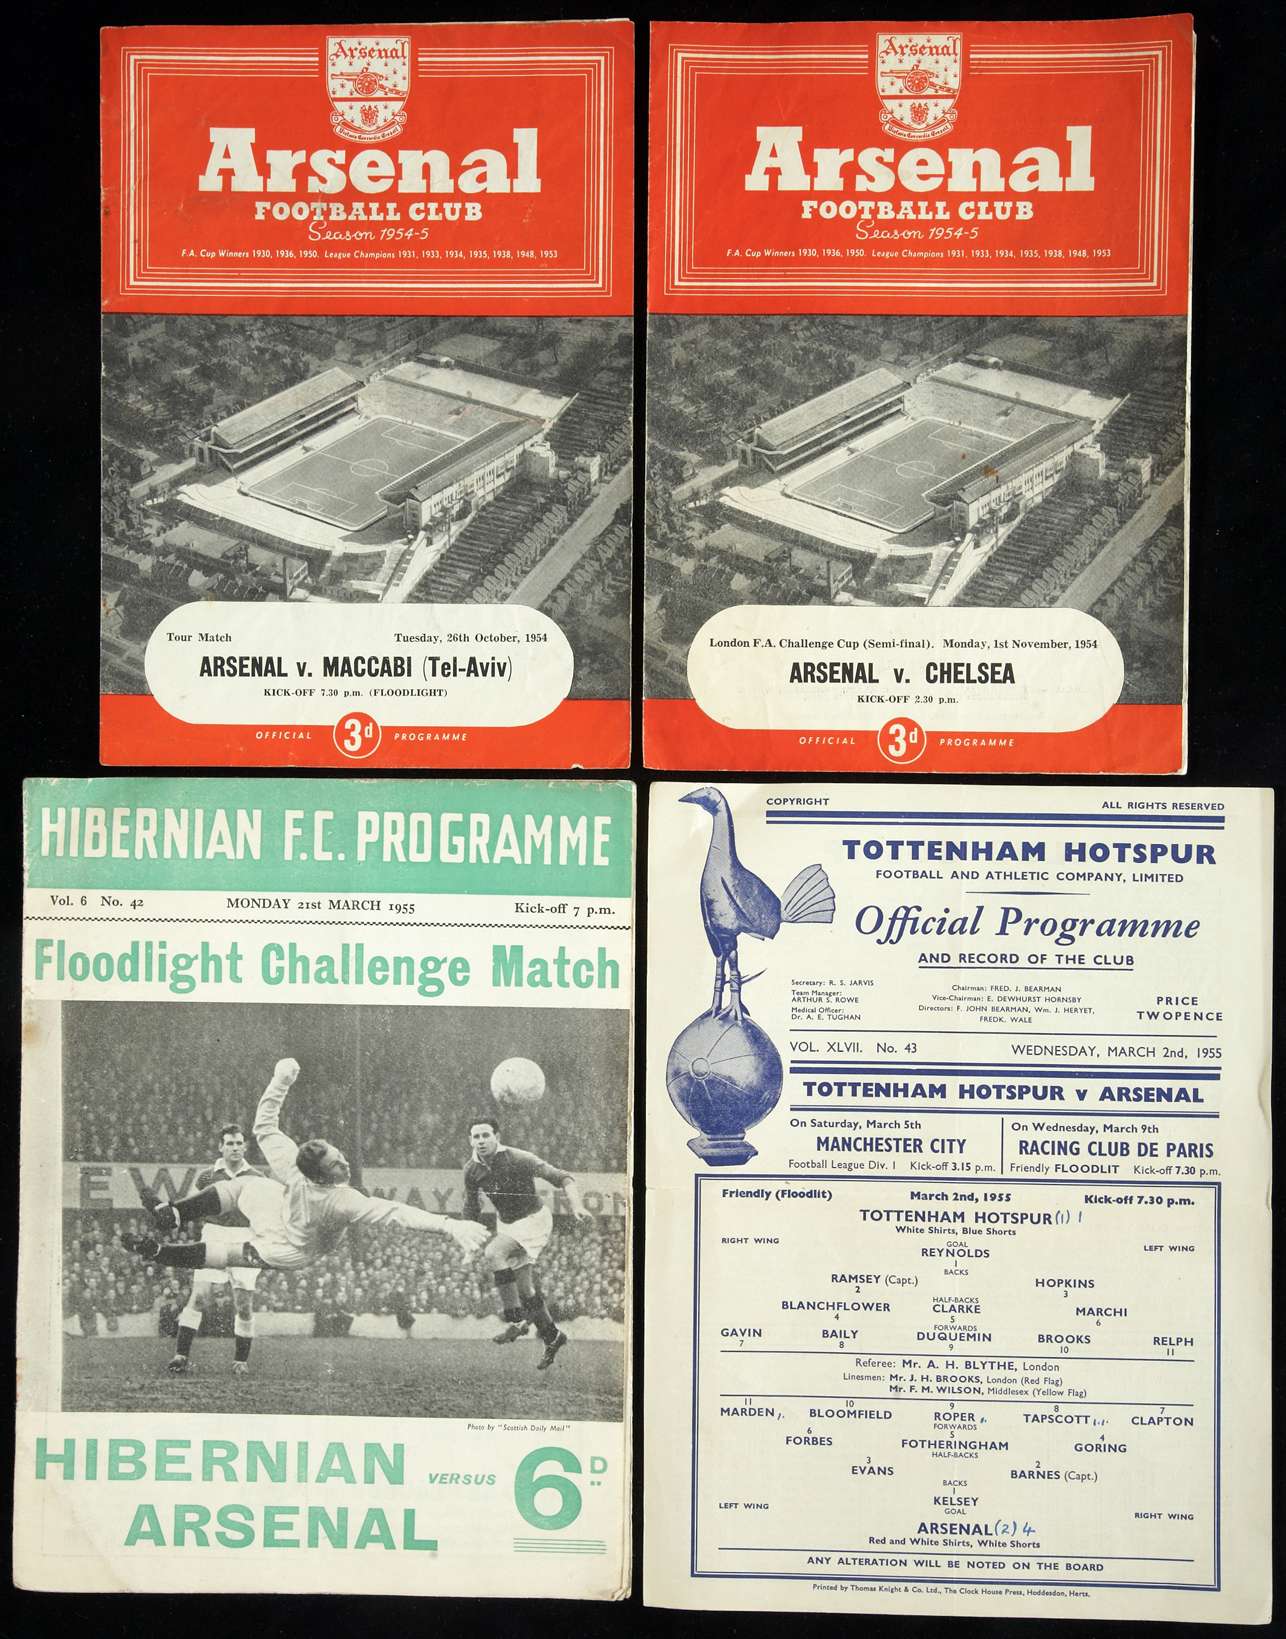 Arsenal
Victoria Concordia Crescit
Arsenal
FOOTBALL CLUB
Season 1954-5
F.A. Cup Winners 1930, 1936, 1950. League Champions 1931, 1933, 1934, 1935, 1938, 1948, 1953
Tour Match Tuesday, 26th October, 1954
ARSENAL v. MACCABI (Tel-Aviv)
KICK-OFF 7.30 p.m. (FLOODLIGHT)
OFFICIAL 3d PROGRAMME
Arsenal
Victoria Concordia Crescit
Arsenal
FOOTBALL CLUB
Season 1954-5
F.A. Cup Winners 1930, 1936, 1950. League Champions 1931, 1933, 1934, 1935, 1938, 1948, 1953
London F.A. Challenge Cup (Semi-final). Monday, 1st November, 1954
ARSENAL v. CHELSEA
KICK-OFF 2.30 p.m.
OFFICIAL 3d PROGRAMME
HIBERNIAN F.C. PROGRAMME
Vol. 6 No. 42 MONDAY 21st MARCH 1955 Kick-off 7 p.m.
Floodlight Challenge Match
Photo by "Scottish Daily Mail"
HIBERNIAN VERSUS 6D
ARSENAL
COPYRIGHT ALL RIGHTS RESERVED
TOTTENHAM HOTSPUR
FOOTBALL AND ATHLETIC COMPANY, LIMITED
Official Programme
AND RECORD OF THE CLUB
Secretary: R. S. JARVIS
Team Manager:
ARTHUR S. ROWE
Medical Officer:
Dr. A. E. TUGHAN
Chairman: FRED. J. BEARMAN
Vice-Chairman: E. DEWHURST HORNSBY
Directors: F. JOHN BEARMAN, Wm. J. HERYET,
FREDK. WALE
PRICE
TWOPENCE
VOL. XLVII. No. 43 WEDNESDAY, MARCH 2nd, 1955
TOTTENHAM HOTSPUR v ARSENAL
On Saturday, March 5th
MANCHESTER CITY
Football League Div. 1 Kick-off 3.15 p.m.
On Wednesday, March 9th
RACING CLUB DE PARIS
Friendly FLOODLIT Kick-off 7.30 p.m.
Friendly (Floodlit) March 2nd, 1955 Kick-off 7.30 p.m.
TOTTENHAM HOTSPUR (1) 1
White Shirts, Blue Shorts
RIGHT WING GOAL LEFT WING
REYNOLDS
1
BACKS
RAMSEY (Capt.) HOPKINS
2 3
HALF-BACKS
BLANCHFLOWER CLARKE MARCHI
4 5 6
FORWARDS
GAVIN BAILY DUQUEMIN BROOKS RELPH
7 8 9 10 11
Referee: Mr. A. H. BLYTHE, London
Linesmen: Mr. J. H. BROOKS, London (Red Flag)
Mr. F. M. WILSON, Middlesex (Yellow Flag)
11 10 9 8 7
MARDEN 1. BLOOMFIELD ROPER 1. TAPSCOTT 1.1. CLAPTON
FORWARDS
6 5 4
FORBES FOTHERINGHAM GORING
HALF-BACKS
3 2
EVANS BARNES (Capt.)
BACKS
1
KELSEY
LEFT WING GOAL RIGHT WING
ARSENAL (2) 4
Red and White Shirts, White Shorts
ANY ALTERATION WILL BE NOTED ON THE BOARD
Printed by Thomas Knight & Co. Ltd., The Clock House Press, Hoddesdon, Herts.